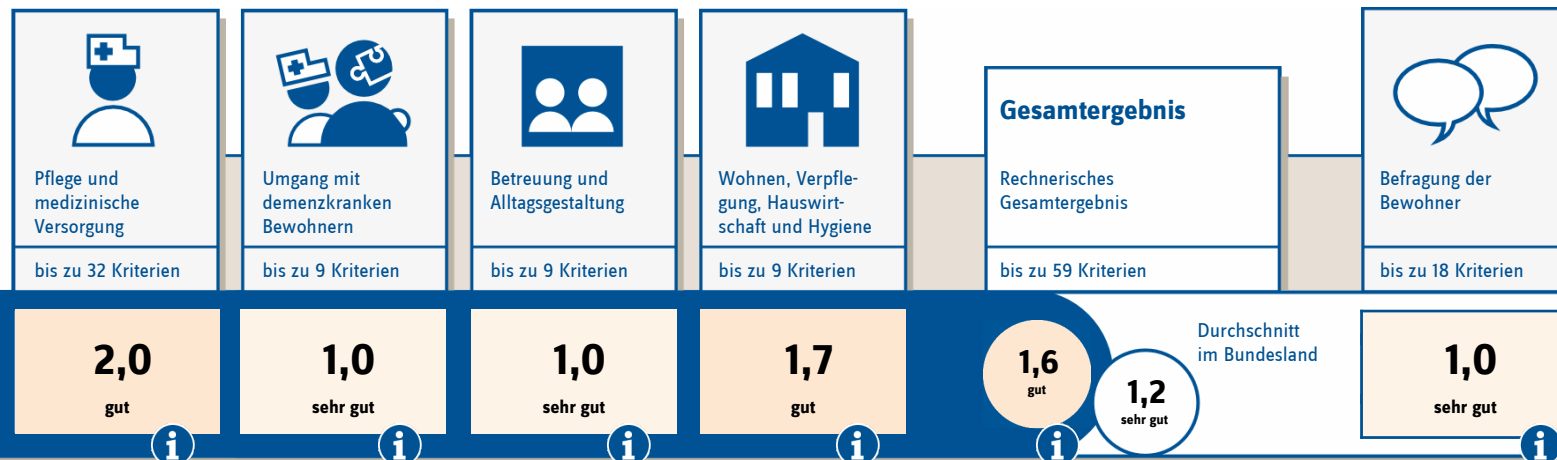 Pflege und
medizinische
Versorgung
bis zu 32 Kriterien
2,0
gut
Umgang mit
demenzkranken
Bewohnern
bis zu 9 Kriterien
1,0
sehr gut
Betreuung und
Alltagsgestaltung
bis zu 9 Kriterien
1,0
sehr gut
Wohnen, Verpfle-
gung, Hauswirt-
schaft und Hygiene
bis zu 9 Kriterien
1,7
gut
Gesamtergebnis
Rechnerisches
Gesamtergebnis
bis zu 59 Kriterien
1,6
gut
Durchschnitt
im Bundesland
1,2
sehr gut
Befragung der
Bewohner
bis zu 18 Kriterien
1,0
sehr gut